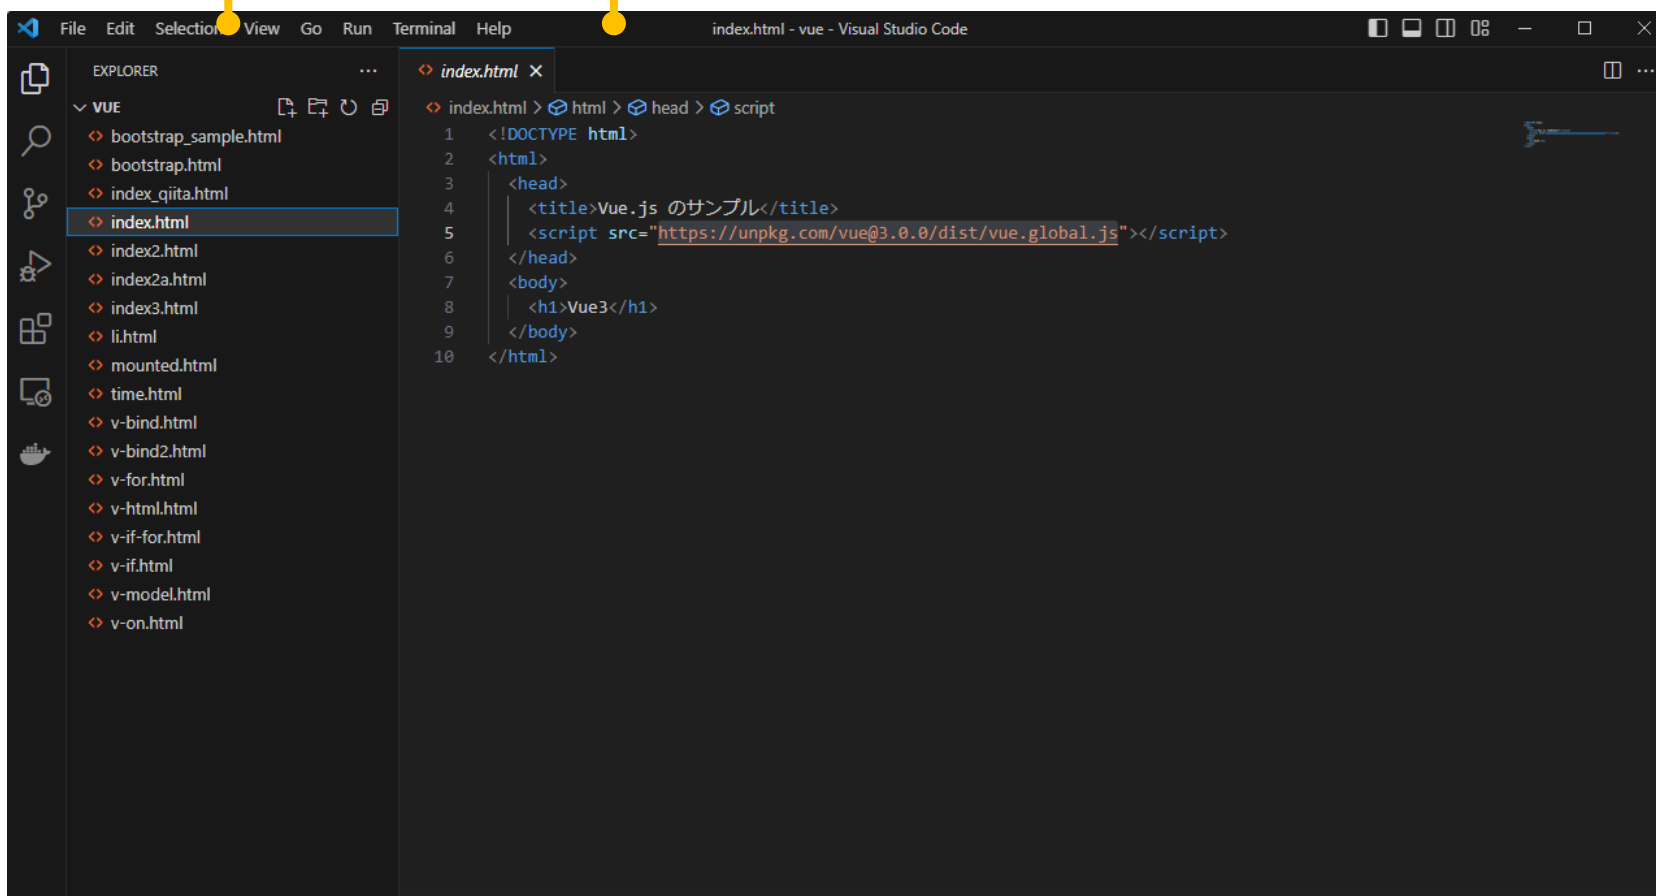 File Edit Selection View Go Run Terminal Help index.html - vue - Visual Studio Code
EXPLORER
VUE
bootstrap_sample.html
bootstrap.html
index_qiita.html
index.html
index2.html
index2a.html
index3.html
li.html
mounted.html
time.html
v-bind.html
v-bind2.html
v-for.html
v-html.html
v-if-for.html
v-if.html
v-model.html
v-on.html
index.html
index.html > html > head > script
1 <!DOCTYPE html>
2 <html>
3 <head>
4 <title>Vue.js のサンプル</title>
5 <script src="https://unpkg.com/vue@3.0.0/dist/vue.global.js"></script>
6 </head>
7 <body>
8 <h1>Vue3</h1>
9 </body>
10 </html>